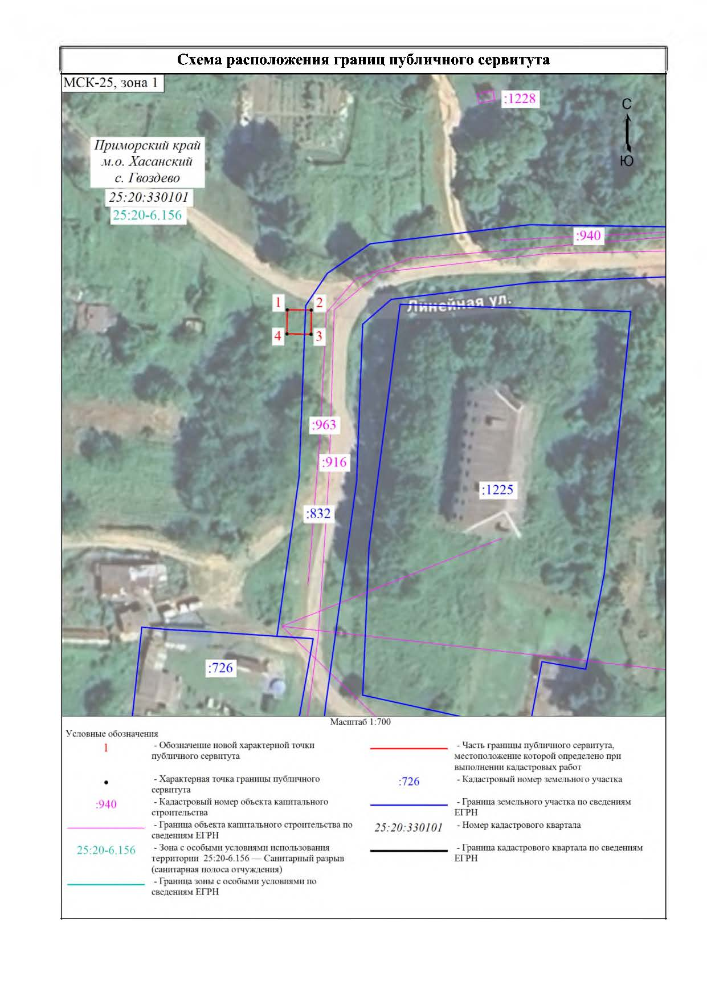 Схема расположения границ публичного сервитута
МСК-25, зона 1
:1228
С
Ю
Приморский край
м.о. Хасанский
с. Гвоздево
25:20:330101
25:20-6.156
:940
1
2
Линейная ул.
4
3
:963
:916
:1225
:832
:726
Масштаб 1:700
Условные обозначения
1
- Обозначение новой характерной точки
публичного сервитута
- Характерная точка границы публичного
сервитута
:940
- Кадастровый номер объекта капитального
строительства
- Граница объекта капитального строительства по
сведениям ЕГРН
25:20-6.156
- Зона с особыми условиями использования
территории 25:20-6.156 — Санитарный разрыв
(санитарная полоса отчуждения)
- Граница зоны с особыми условиями по
сведениям ЕГРН
- Часть границы публичного сервитута,
местоположение которой определено при
выполнении кадастровых работ
:726
- Кадастровый номер земельного участка
- Граница земельного участка по сведениям
ЕГРН
25:20:330101
- Номер кадастрового квартала
- Граница кадастрового квартала по сведениям
ЕГРН